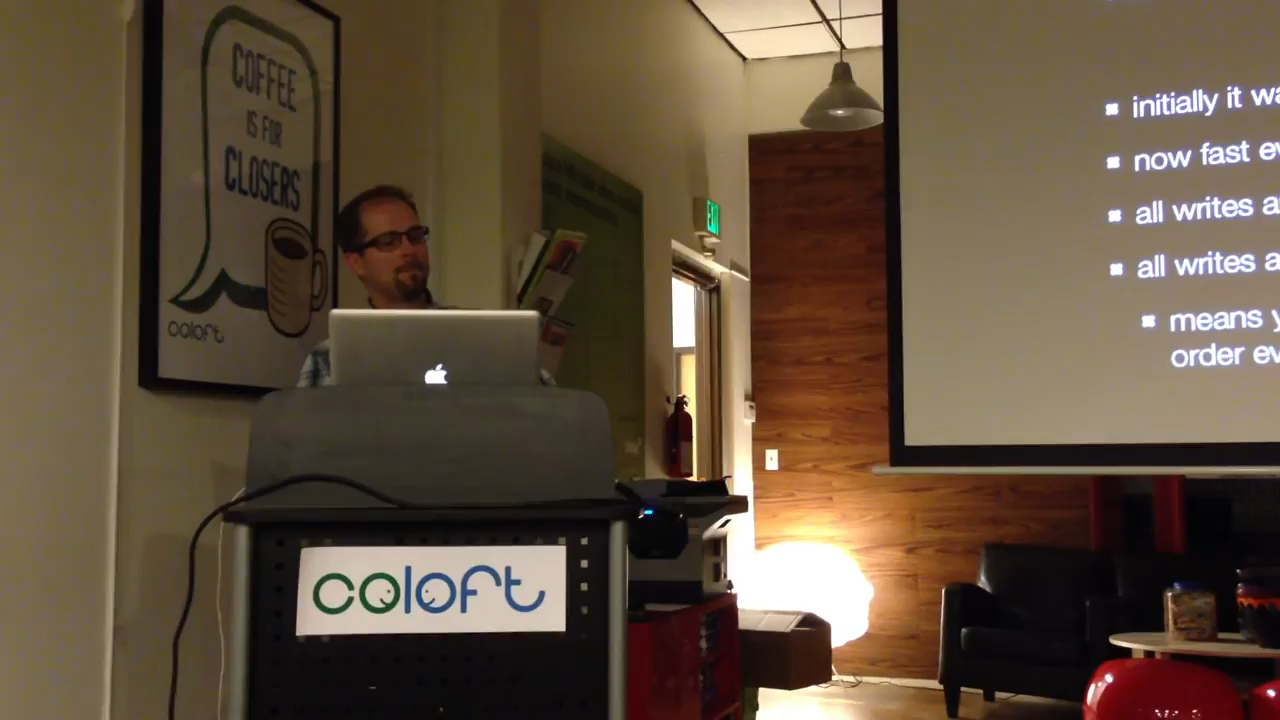 COFFEE
IS FOR
CLOSERS
coloft
EXIT
initially it wa
now fast ev
all writes a
all writes a
means y
order ev
coloft